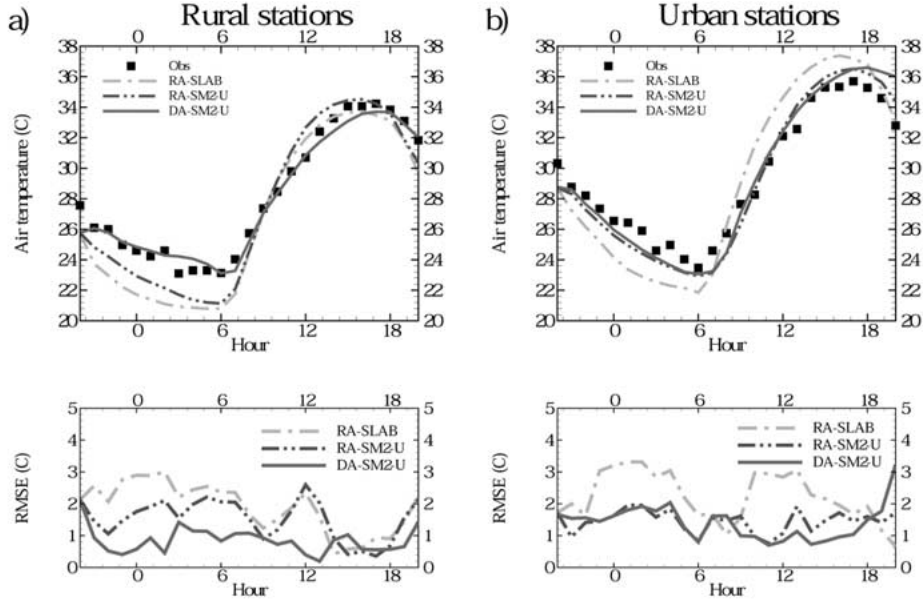 a) Rural stations
0 6 12 18
38 38
36 36
34 34
32 32
30 30
28 28
26 26
24 24
22 22
20 20
Air temperature (C)
Obs
RA-SLAB
RA-SM2-U
DA-SM2-U
0 6 12 18
Hour
b) Urban stations
0 6 12 18
38 38
36 36
34 34
32 32
30 30
28 28
26 26
24 24
22 22
20 20
Air temperature (C)
Obs
RA-SLAB
RA-SM2-U
DA-SM2-U
0 6 12 18
Hour
0 6 12 18
5 5
4 4
3 3
2 2
1 1
0 0
RMSE (C)
RA-SLAB
RA-SM2-U
DA-SM2-U
0 6 12 18
Hour
0 6 12 18
5 5
4 4
3 3
2 2
1 1
0 0
RMSE (C)
RA-SLAB
RA-SM2-U
DA-SM2-U
0 6 12 18
Hour